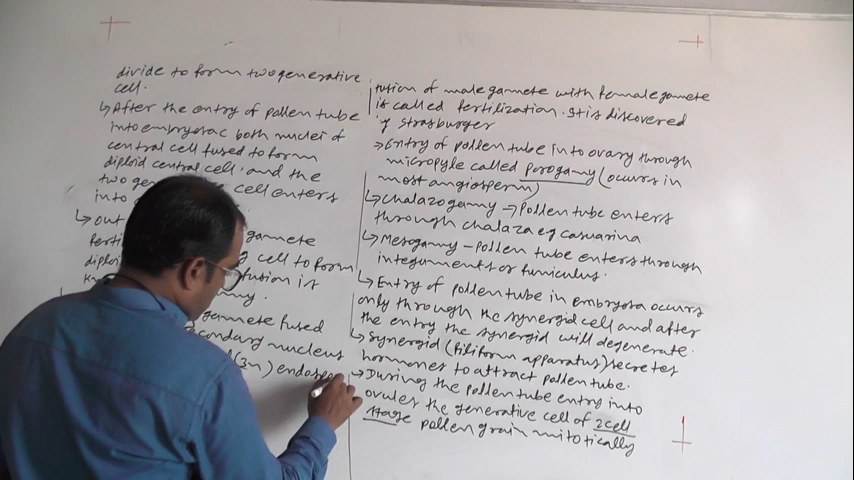 divide to form two generative
cell.
↳ After the entry of pollen tube
into embryosac both nuclei of
central cell fused to form
diploid central cell. and the
two cell enters
into
↳ out gamete
cell to form
fusion is
gamete fused
nucleus
(3n) endosper
fusion of male gamete with female gamete
is called fertilization. It is discovered
by strasburger
→ Entry of pollen tube in to ovary through
micropyle called porogamy (occurs in
most angiosperm)
↳ Chalazogamy → Pollen tube enters
through chalaza eg casuarina
↳ Mesogamy - pollen tube enters through
integuments or funiculus.
↳ Entry of pollen tube in embryosa occurs
only through the synergid cell and after
the entry the synergid will degenerate.
↳ synergid (filiform apparatus) secretes
hormones to attract pollen tube.
→ During the pollen tube entry into
ovules the generative cell of 2cell
stage pollen grain mitotically